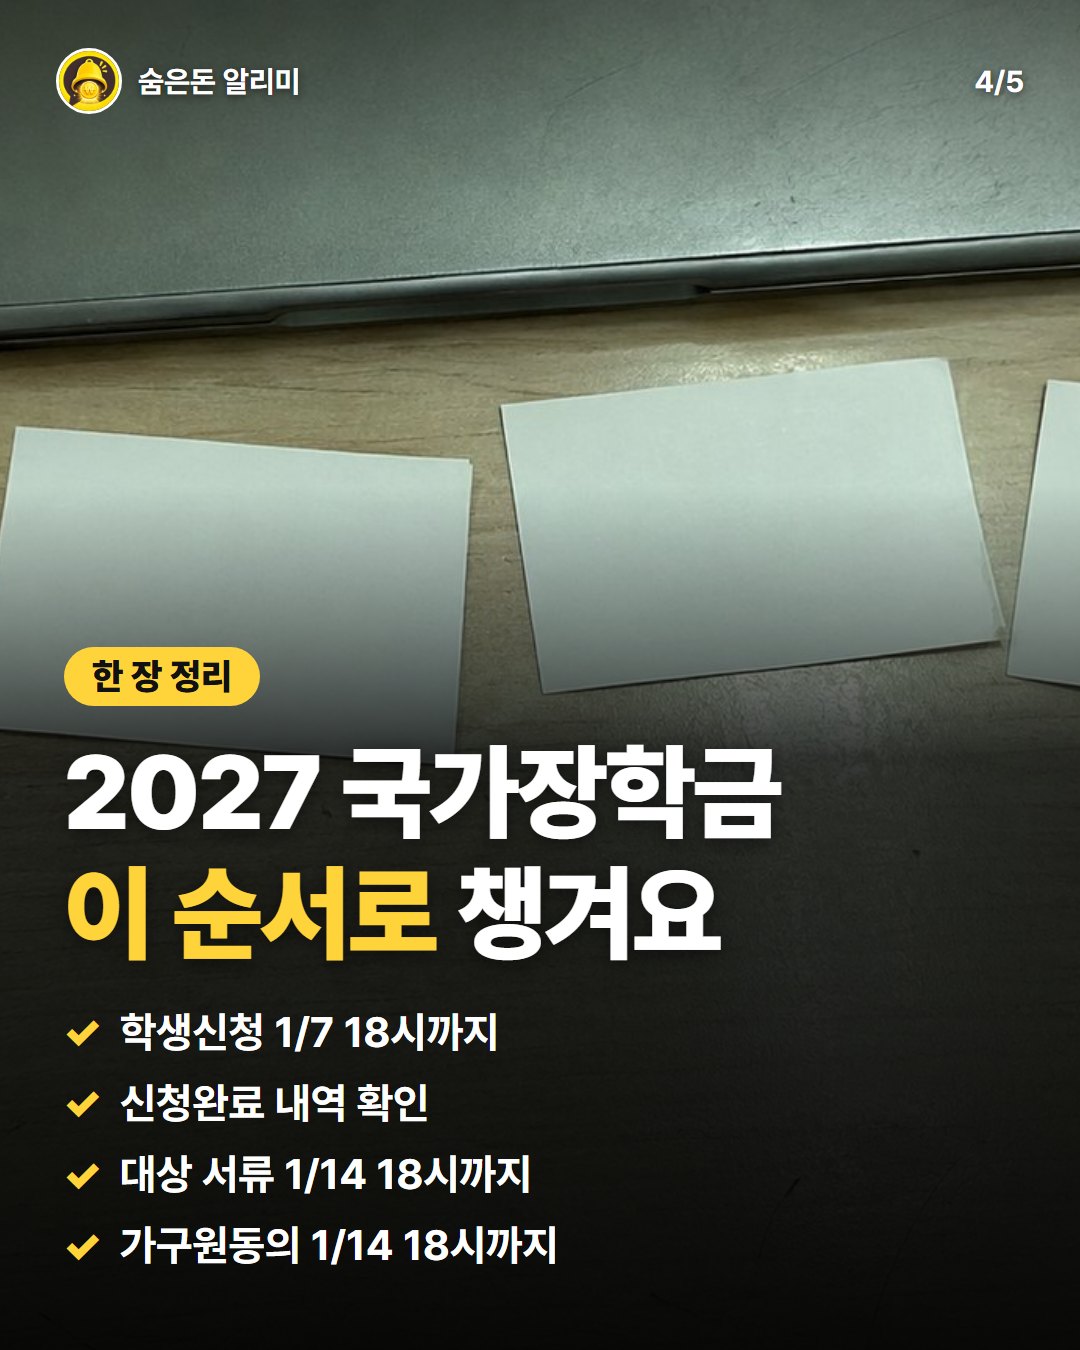 숨은돈 알리미
4/5
한 장 정리
2027 국가장학금
이 순서로 챙겨요
학생신청 1/7 18시까지
신청완료 내역 확인
대상 서류 1/14 18시까지
가구원동의 1/14 18시까지